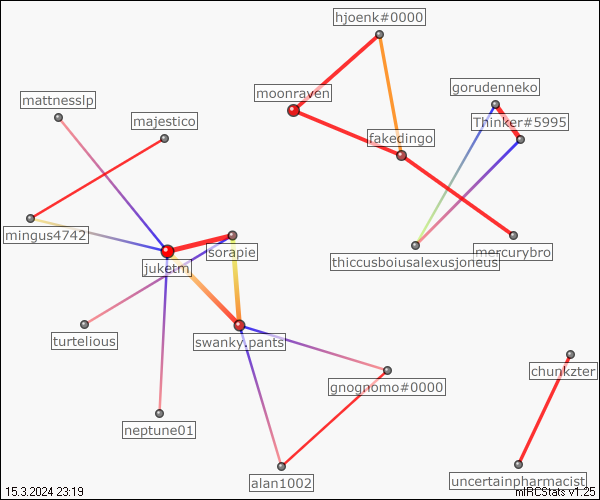 hjoenk#0000
moonraven
gorudenneko
mattnesslp
majestico
Thinker#5995
fakedingo
mingus4742
sorapie
mercurybro
thiccusboiusalexusjoneus
juketm
turtelious
swanky.pants
chunkzter
gnognomo#0000
neptune01
alan1002
uncertainpharmacist
15.3.2024 23:19
mIRCStats v1.25